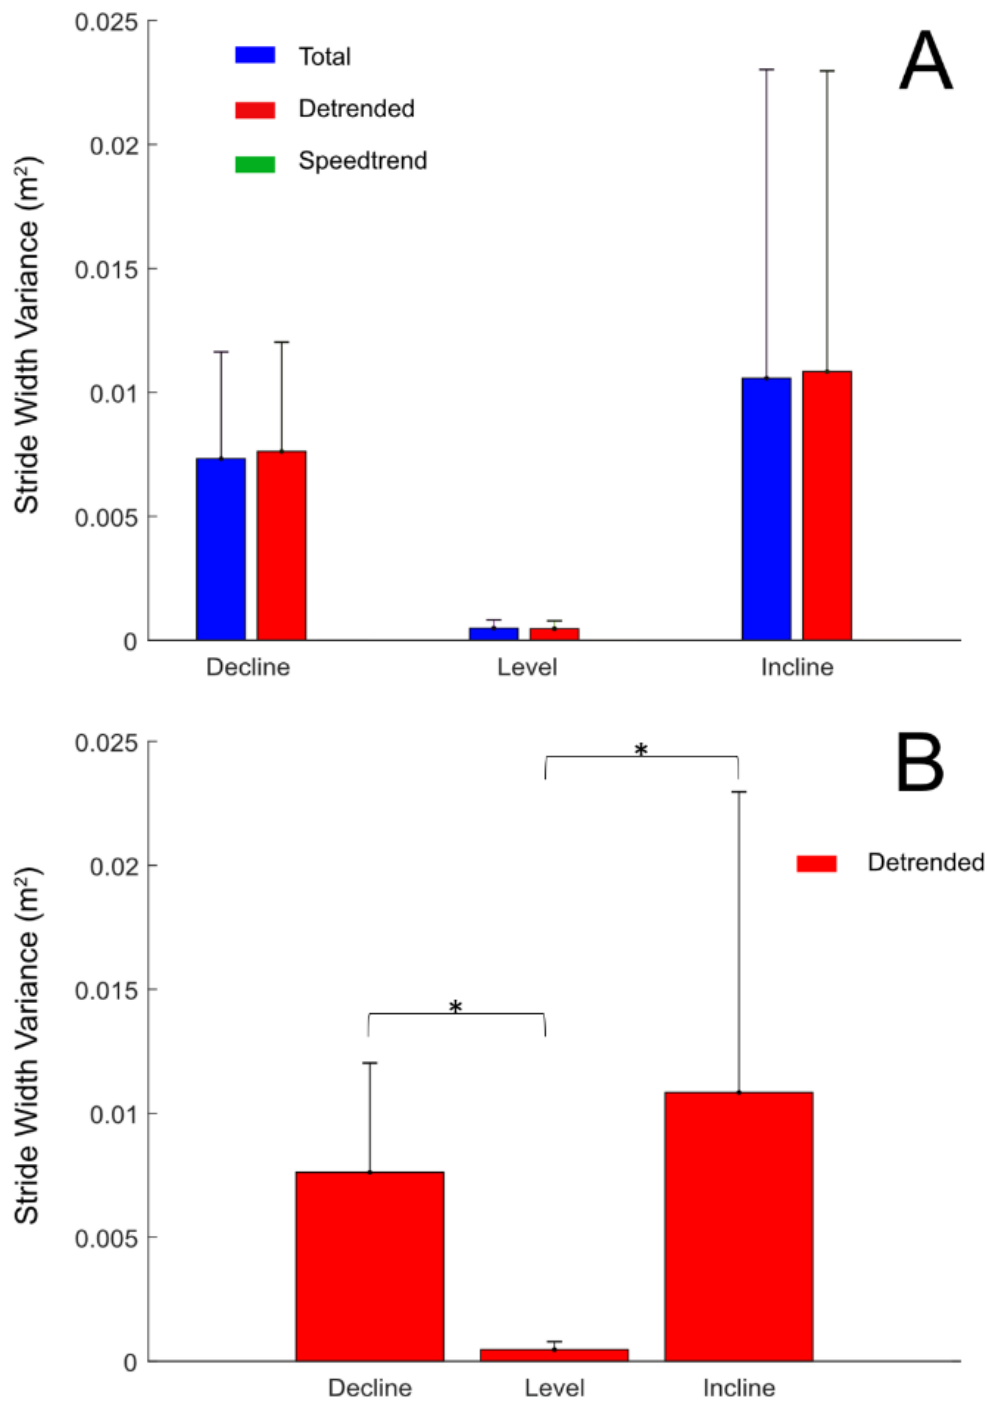 A
Total
Detrended
Speedtrend
Stride Width Variance (m²)
0.025
0.02
0.015
0.01
0.005
0
Decline Level Incline
B
Detrended
Stride Width Variance (m²)
0.025
0.02
0.015
0.01
0.005
0
*
*
Decline Level Incline